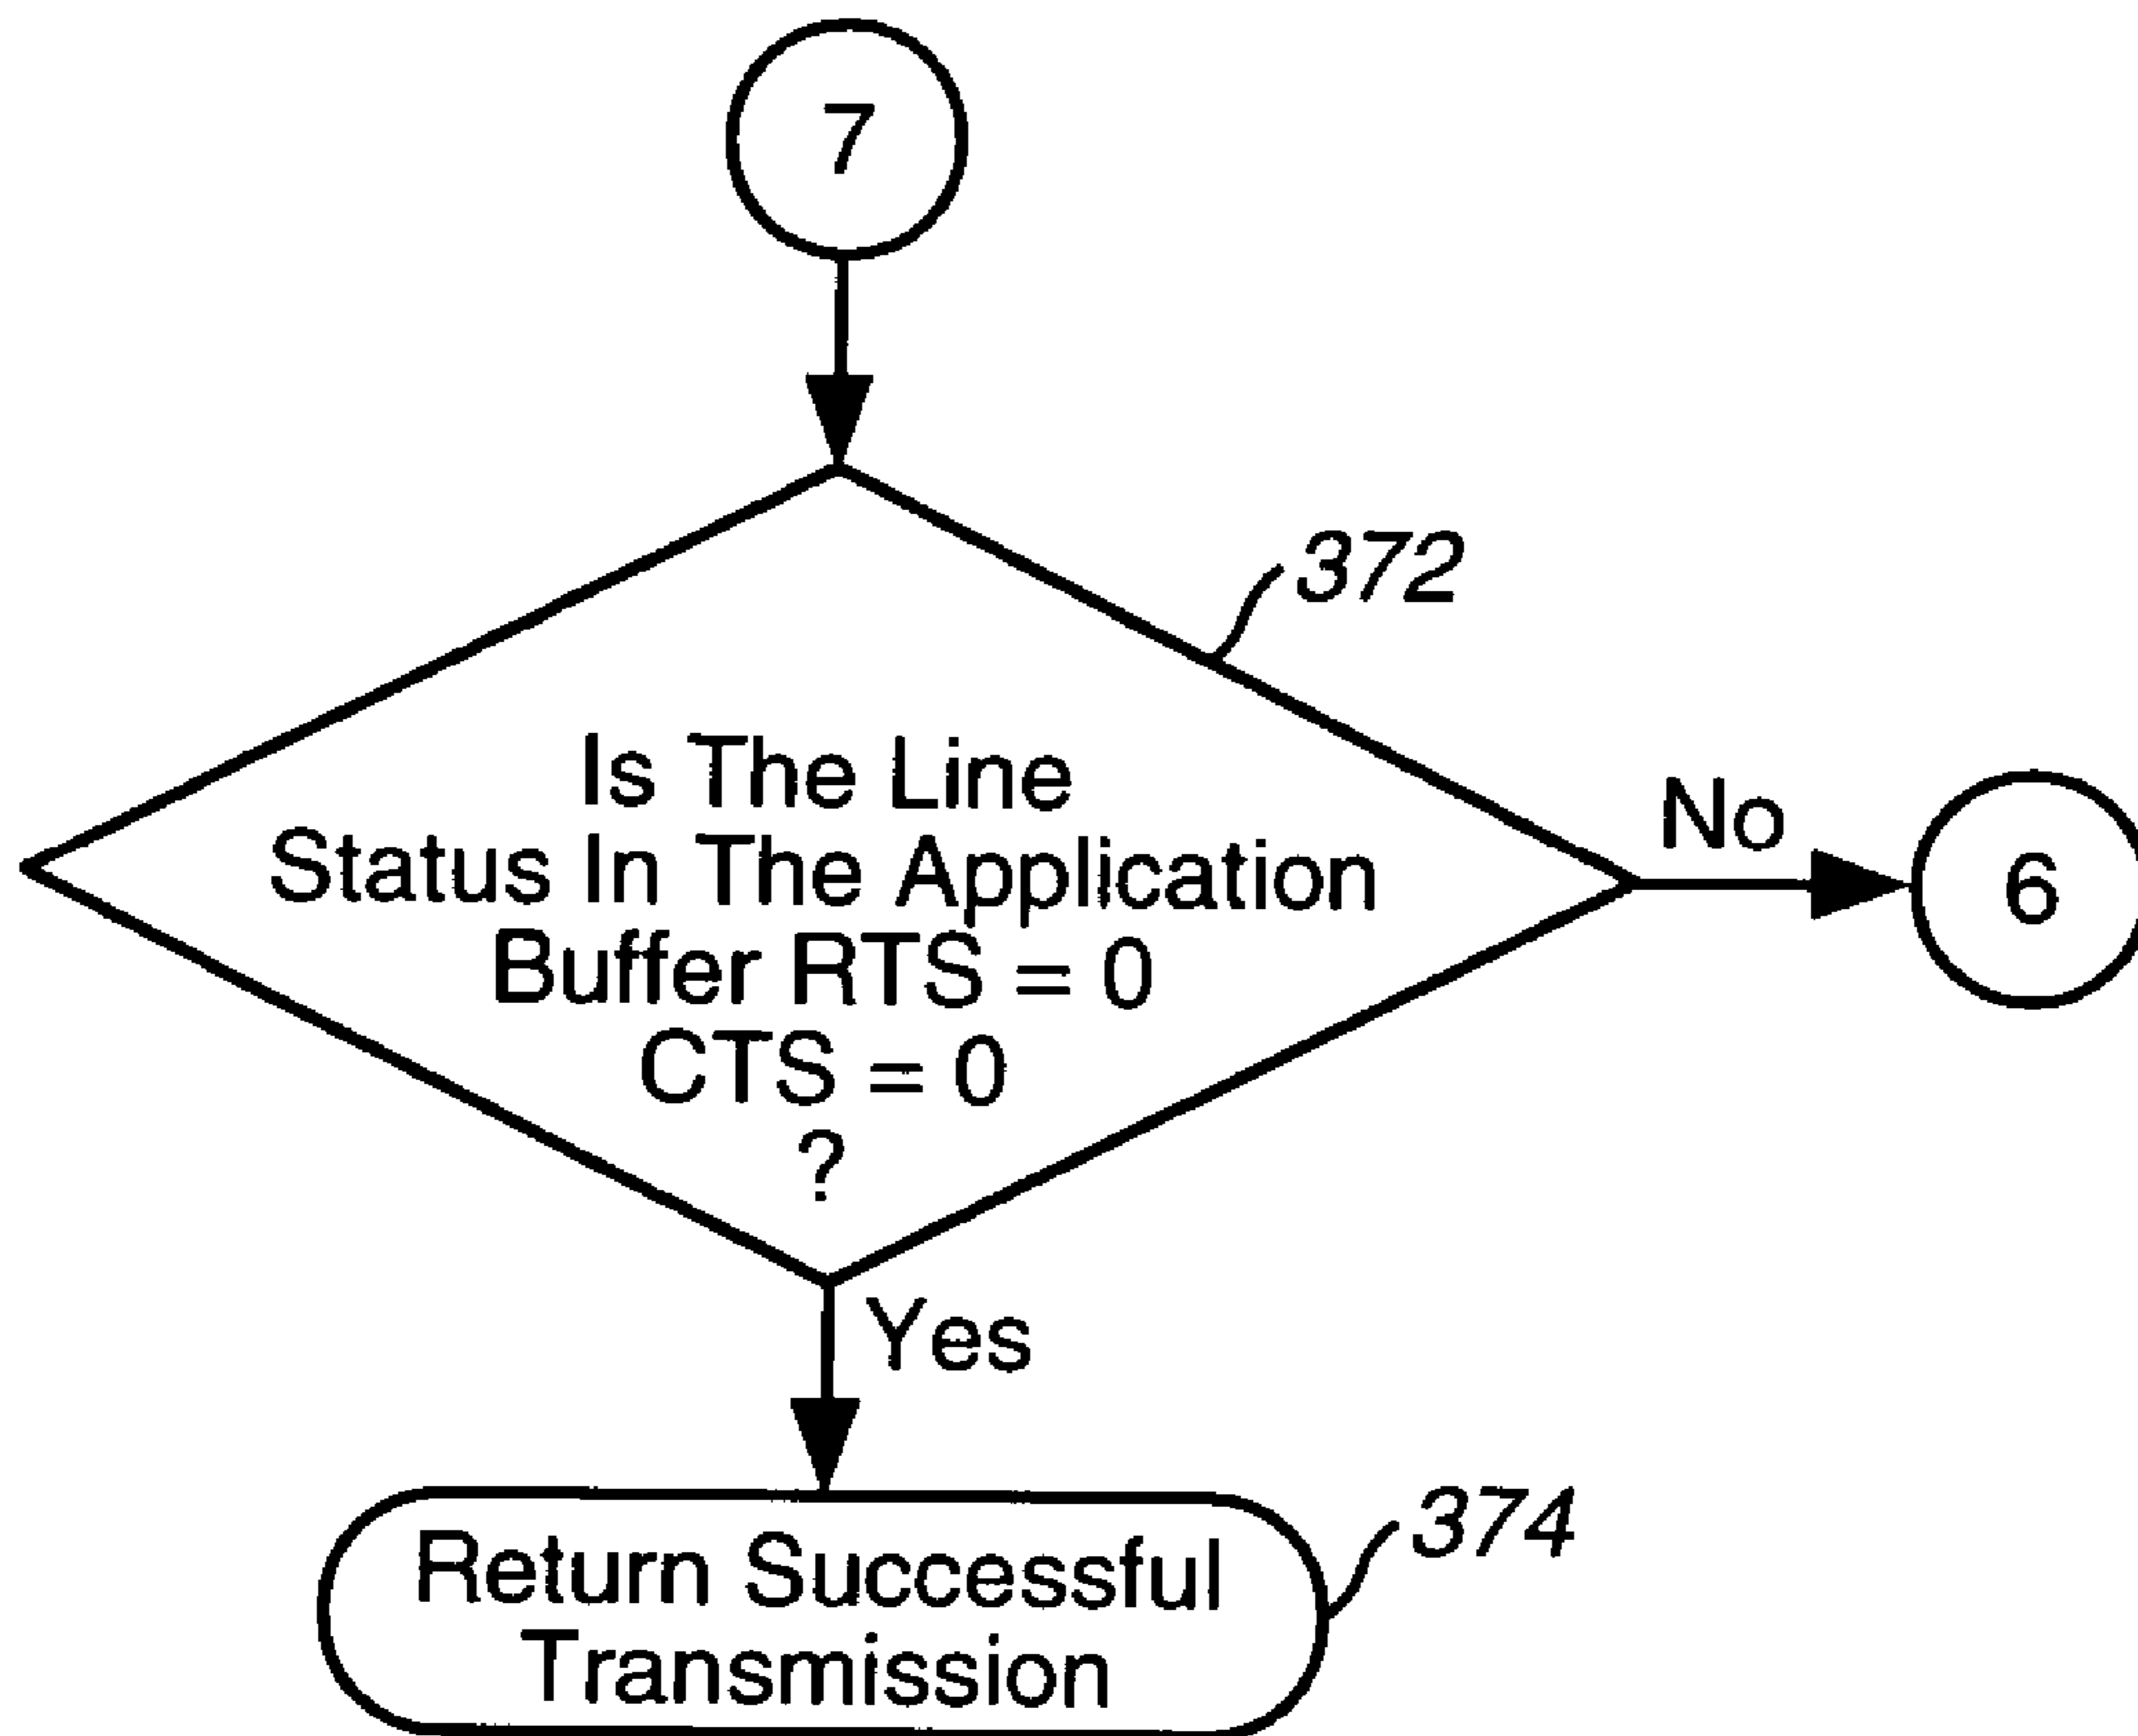 7
372
Is The Line
Status In The Application
Buffer RTS = 0
CTS = 0
?
No
6
Yes
Return Successful
Transmission
374